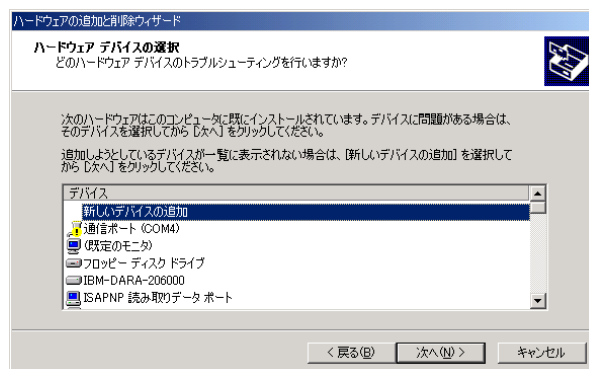 ハードウェアの追加と削除ウィザード
ハードウェア デバイスの選択
どのハードウェア デバイスのトラブルシューティングを行いますか?
次のハードウェアはこのコンピュータに既にインストールされています。デバイスに問題がある場合は、
そのデバイスを選択してから [次へ] をクリックしてください。
追加しようとしているデバイスが一覧に表示されない場合は、[新しいデバイスの追加] を選択して
から [次へ] をクリックしてください。
デバイス
新しいデバイスの追加
通信ポート (COM4)
(既定のモニタ)
フロッピー ディスク ドライブ
IBM-DARA-206000
ISAPNP 読み取りデータ ポート
< 戻る(B)
次へ(N) >
キャンセル